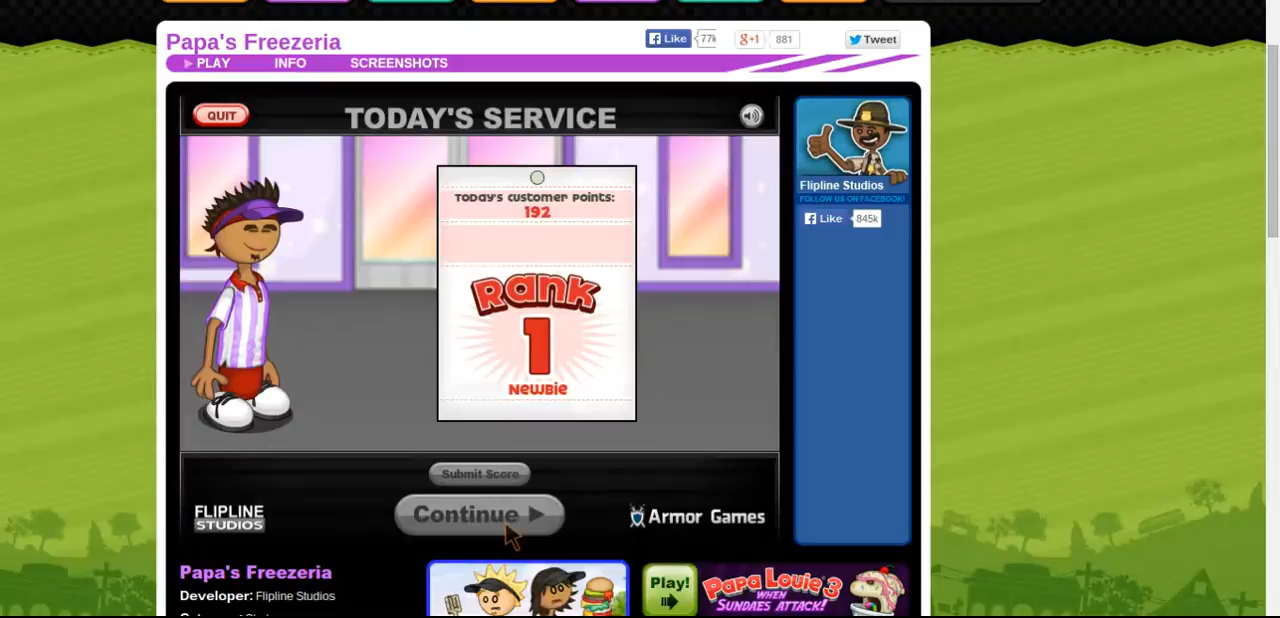 Papa's Freezeria
Like 77k
g+1 881
Tweet
PLAY INFO SCREENSHOTS
QUIT
TODAY'S SERVICE
TODAY'S CUSTOMER POINTS:
192
Rank
1
Newbie
Flipline Studios
FOLLOW US ON FACEBOOK!
Like 845k
Submit Score
Continue
FLIPLINE
STUDIOS
Armor Games
Papa's Freezeria
Developer: Flipline Studios
Play!
Papa Louie 3
WHEN
SUNDAES ATTACK!